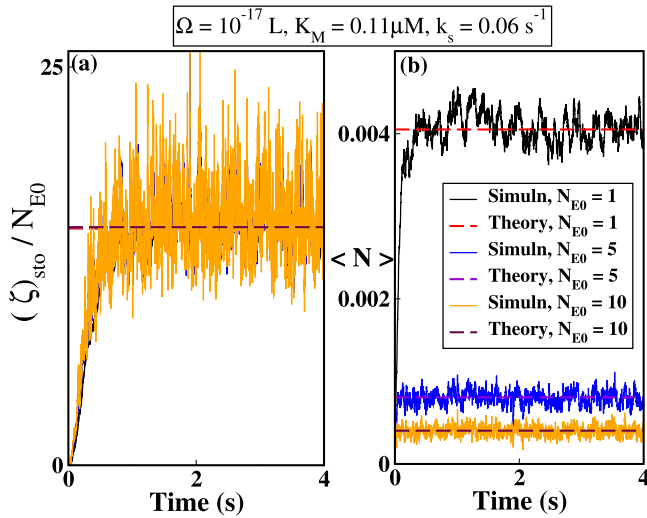 Ω = 10⁻¹⁷ L, K_M = 0.11μM, k_s = 0.06 s⁻¹
(a)
25
0
0
2
4
Time (s)
(ζ)_sto / N_E0
(b)
0.004
< N >
0.002
0
0
2
4
Time (s)
Simuln, N_E0 = 1
Theory, N_E0 = 1
Simuln, N_E0 = 5
Theory, N_E0 = 5
Simuln, N_E0 = 10
Theory, N_E0 = 10